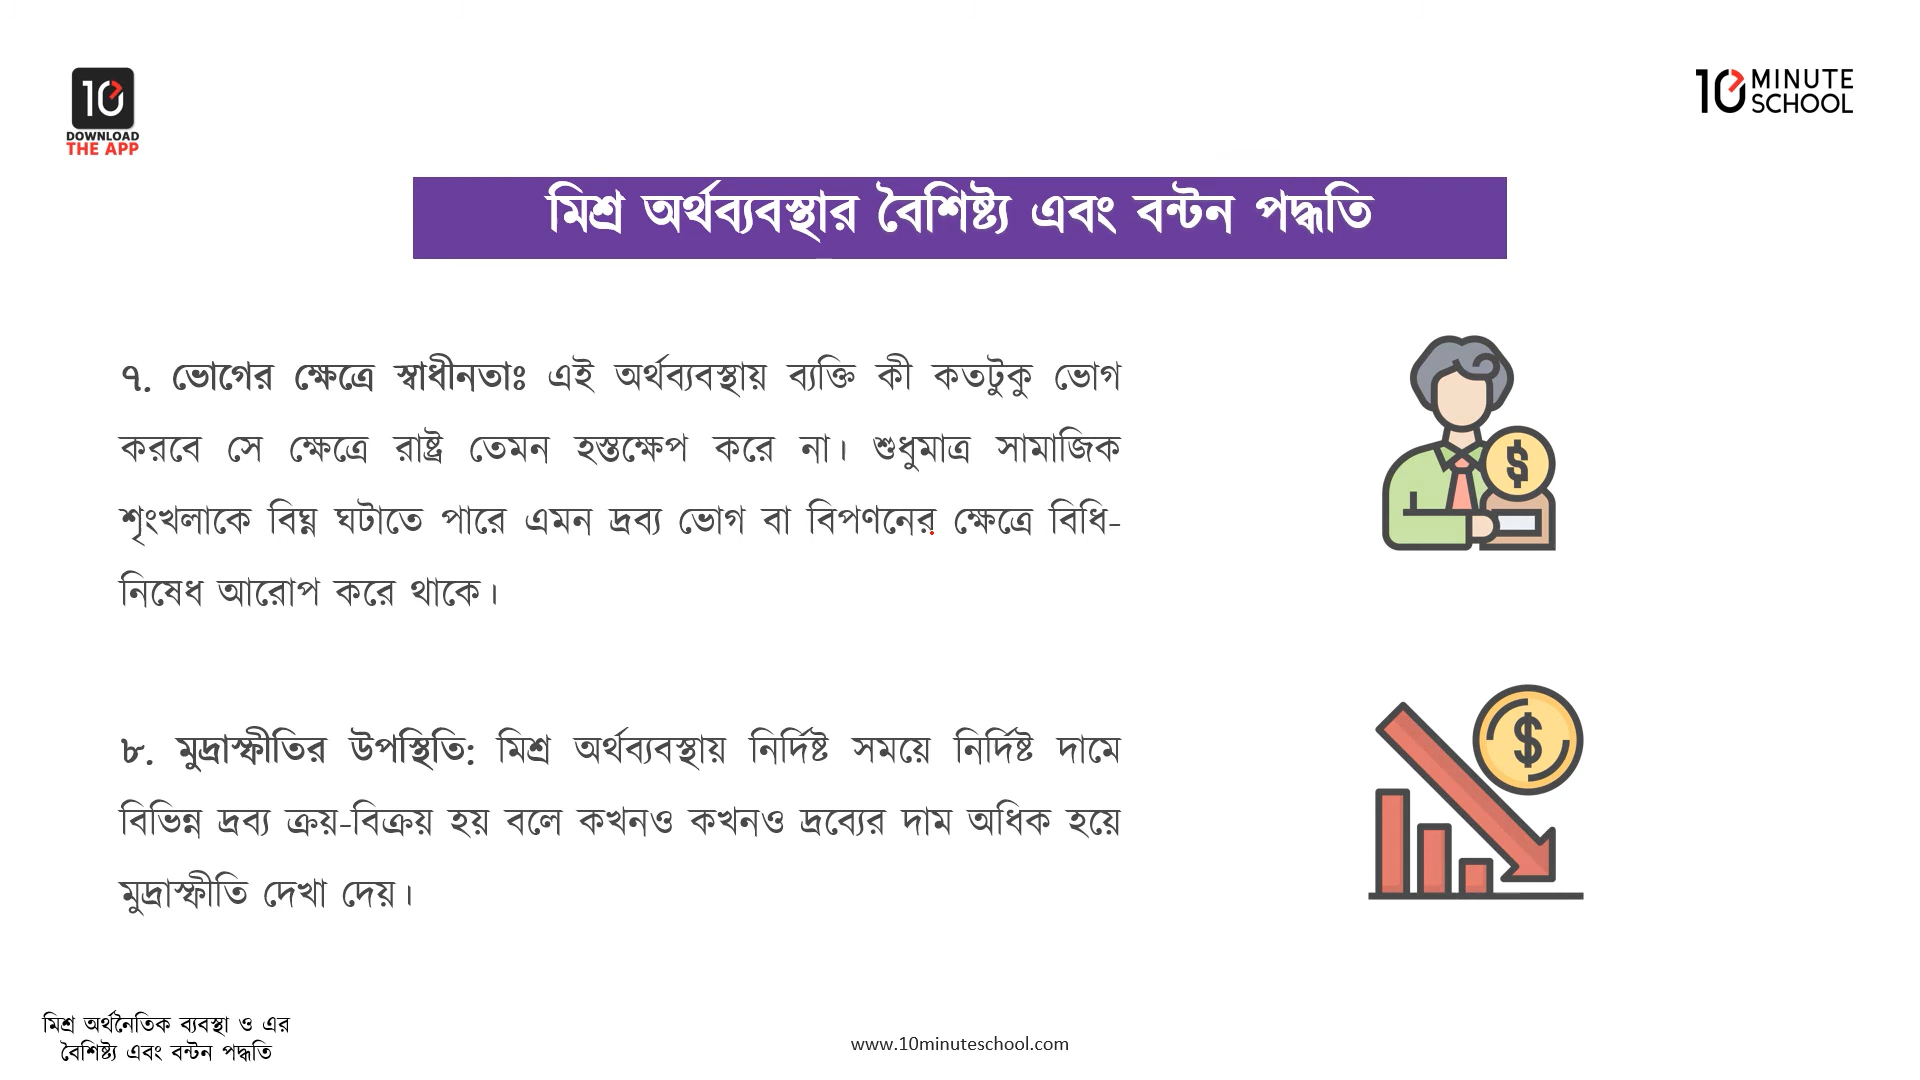 10
DOWNLOAD
THE APP
10 MINUTE
SCHOOL
মিশ্র অর্থব্যবস্থার বৈশিষ্ট্য এবং বন্টন পদ্ধতি
৭. ভোগের ক্ষেত্রে স্বাধীনতাঃ এই অর্থব্যবস্থায় ব্যক্তি কী কতটুকু ভোগ
করবে সে ক্ষেত্রে রাষ্ট্র তেমন হস্তক্ষেপ করে না। শুধুমাত্র সামাজিক
শৃংখলাকে বিঘ্ন ঘটাতে পারে এমন দ্রব্য ভোগ বা বিপণনের ক্ষেত্রে বিধি-
নিষেধ আরোপ করে থাকে।
$
৮. মুদ্রাস্ফীতির উপস্থিতি: মিশ্র অর্থব্যবস্থায় নির্দিষ্ট সময়ে নির্দিষ্ট দামে
বিভিন্ন দ্রব্য ক্রয়-বিক্রয় হয় বলে কখনও কখনও দ্রব্যের দাম অধিক হয়ে
মুদ্রাস্ফীতি দেখা দেয়।
$
মিশ্র অর্থনৈতিক ব্যবস্থা ও এর
বৈশিষ্ট্য এবং বন্টন পদ্ধতি
www.10minuteschool.com